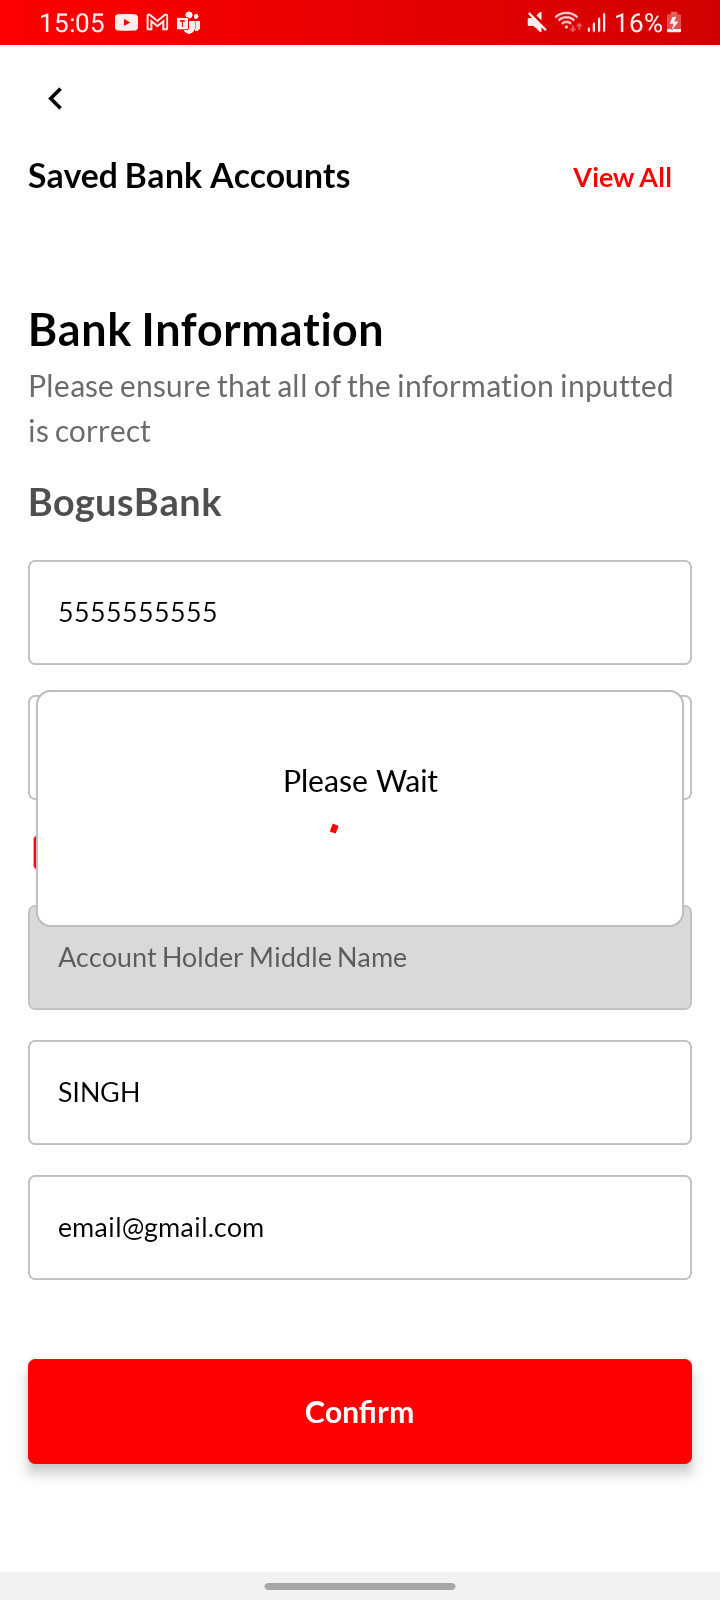 15:05
16%
Saved Bank Accounts
View All
Bank Information
Please ensure that all of the information inputted
is correct
BogusBank
5555555555
Please Wait
Account Holder Middle Name
SINGH
email@gmail.com
Confirm